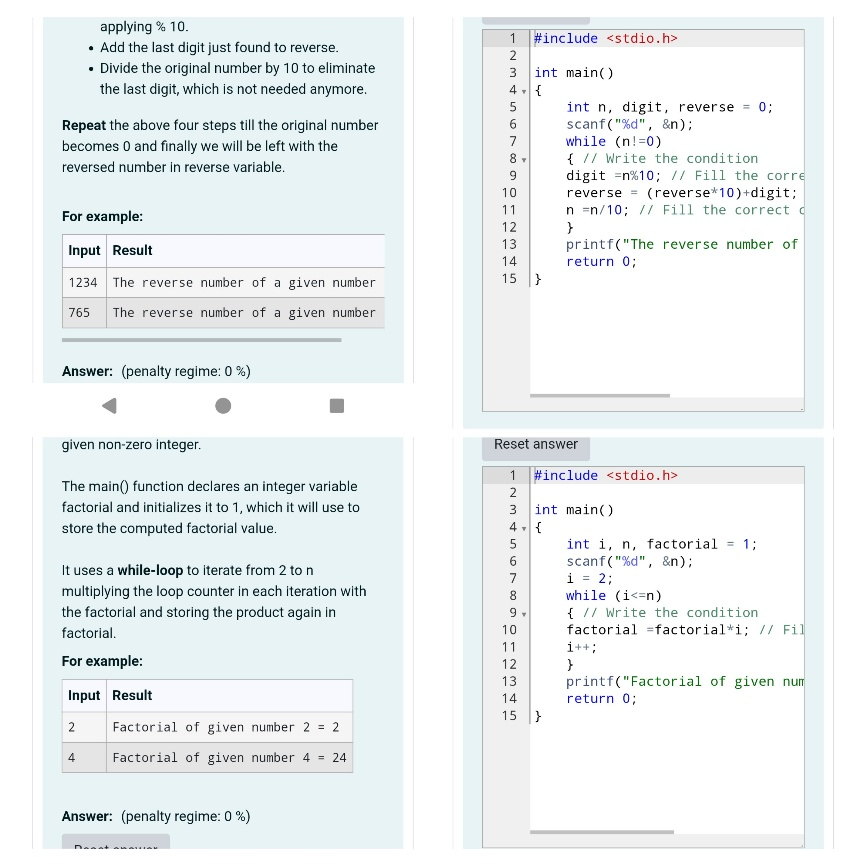 applying % 10.
• Add the last digit just found to reverse.
• Divide the original number by 10 to eliminate
the last digit, which is not needed anymore.
Repeat the above four steps till the original number
becomes 0 and finally we will be left with the
reversed number in reverse variable.
For example:
Input Result
1234 The reverse number of a given number
765 The reverse number of a given number
Answer: (penalty regime: 0 %)
1 #include <stdio.h>
2
3 int main()
4 {
5 int n, digit, reverse = 0;
6 scanf("%d", &n);
7 while (n!=0)
8 { // Write the condition
9 digit =n%10; // Fill the corre
10 reverse = (reverse*10)+digit;
11 n =n/10; // Fill the correct c
12 }
13 printf("The reverse number of
14 return 0;
15 }
given non-zero integer.
The main() function declares an integer variable
factorial and initializes it to 1, which it will use to
store the computed factorial value.
It uses a while-loop to iterate from 2 to n
multiplying the loop counter in each iteration with
the factorial and storing the product again in
factorial.
For example:
Input Result
2 Factorial of given number 2 = 2
4 Factorial of given number 4 = 24
Answer: (penalty regime: 0 %)
Reset answer
Reset answer
1 #include <stdio.h>
2
3 int main()
4 {
5 int i, n, factorial = 1;
6 scanf("%d", &n);
7 i = 2;
8 while (i<=n)
9 { // Write the condition
10 factorial =factorial*i; // Fil
11 i++;
12 }
13 printf("Factorial of given num
14 return 0;
15 }